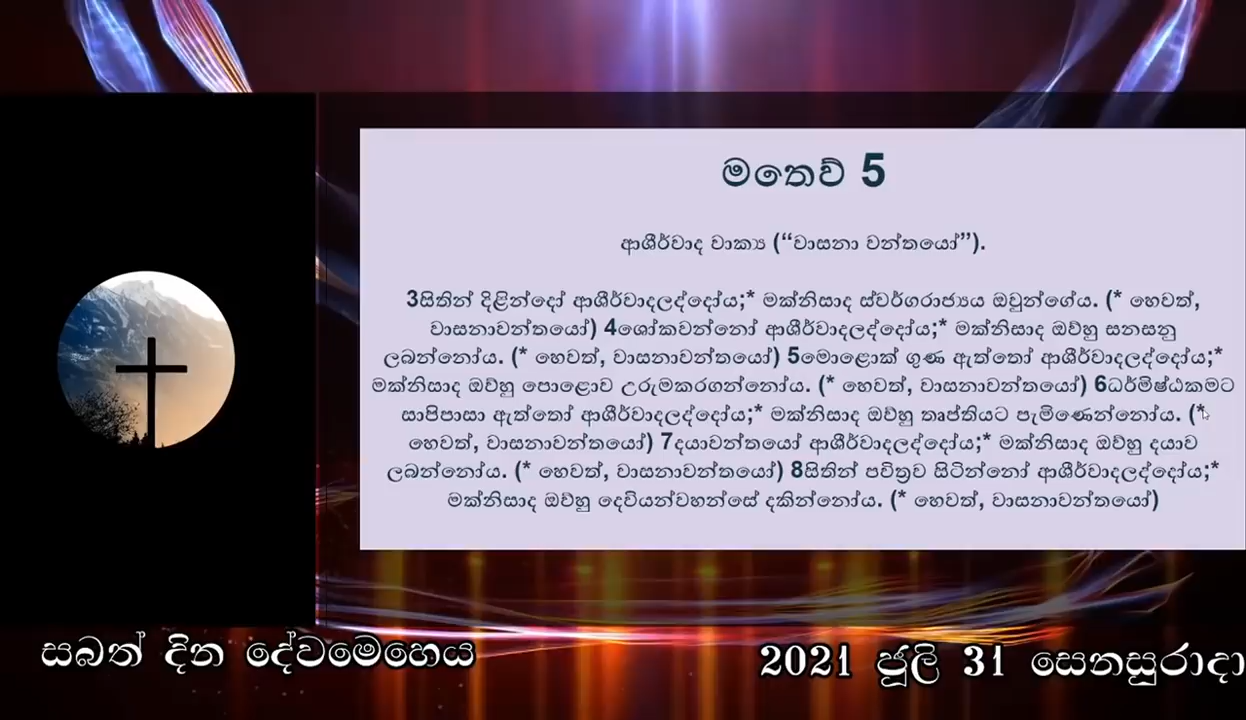 මතෙව් 5
ආශීර්වාද වාක්‍ය (“වාසනා වන්තයෝ”).
3සිතින් දිළින්දෝ ආශීර්වාදලද්දෝය;* මක්නිසාද ස්වර්ගරාජ්‍යය ඔවුන්ගේය. (* හෙවත්,
වාසනාවන්තයෝ) 4ශෝකවන්නෝ ආශීර්වාදලද්දෝය;* මක්නිසාද ඔව්හු සනසනු
ලබන්නෝය. (* හෙවත්, වාසනාවන්තයෝ) 5මොළොක් ගුණ ඇත්තෝ ආශීර්වාදලද්දෝය;*
මක්නිසාද ඔව්හු පොළොව උරුමකරගන්නෝය. (* හෙවත්, වාසනාවන්තයෝ) 6ධර්මිෂ්ඨකමට
සාපිපාසා ඇත්තෝ ආශීර්වාදලද්දෝය;* මක්නිසාද ඔව්හු තෘප්තියට පැමිණෙන්නෝය. (*
හෙවත්, වාසනාවන්තයෝ) 7දයාවන්තයෝ ආශීර්වාදලද්දෝය;* මක්නිසාද ඔව්හු දයාව
ලබන්නෝය. (* හෙවත්, වාසනාවන්තයෝ) 8සිතින් පවිත්‍රව සිටින්නෝ ආශීර්වාදලද්දෝය;*
මක්නිසාද ඔව්හු දෙවියන්වහන්සේ දකින්නෝය. (* හෙවත්, වාසනාවන්තයෝ)
සබත් දින දේවමෙහෙය
2021 ජූලි 31 සෙනසුරාදා